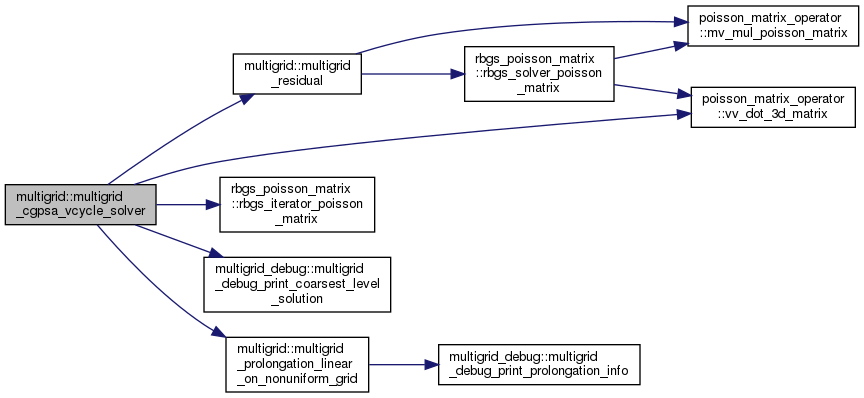 multigrid::multigrid
_cgpsa_vcycle_solver
multigrid::multigrid
_residual
rbgs_poisson_matrix
::rbgs_solver_poisson
_matrix
poisson_matrix_operator
::mv_mul_poisson_matrix
poisson_matrix_operator
::vv_dot_3d_matrix
rbgs_poisson_matrix
::rbgs_iterator_poisson
_matrix
multigrid_debug::multigrid
_debug_print_coarsest_level
_solution
multigrid::multigrid
_prolongation_linear
_on_nonuniform_grid
multigrid_debug::multigrid
_debug_print_prolongation_info